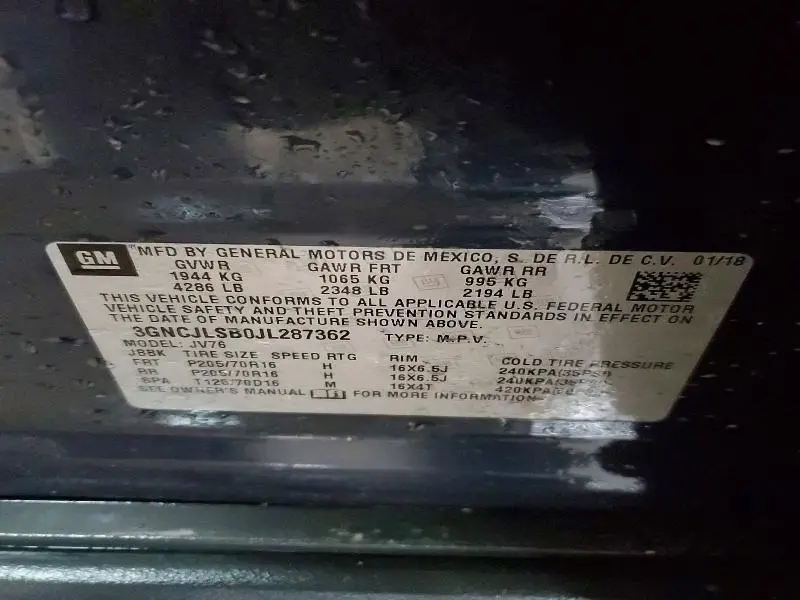 GM MFD BY GENERAL MOTORS DE MEXICO, S. DE R.L. DE C.V. 01/18
GVWR GAWR FRT GAWR RR
1944 KG 1065 KG 995 KG
4286 LB 2348 LB 2194 LB
THIS VEHICLE CONFORMS TO ALL APPLICABLE U.S. FEDERAL MOTOR
VEHICLE SAFETY AND THEFT PREVENTION STANDARDS IN EFFECT ON
THE DATE OF MANUFACTURE SHOWN ABOVE.
3GNCJLSB0JL287362 TYPE: M.P.V.
MODEL: JV76
JBBK TIRE SIZE SPEED RTG RIM COLD TIRE PRESSURE
FRT P205/70R16 H 16X6.5J 240KPA(35PSI)
RR P205/70R16 H 16X6.5J 240KPA(35PSI)
SPA M 16X4T 420KPA
SEE OWNER'S MANUAL FOR MORE INFORMATION